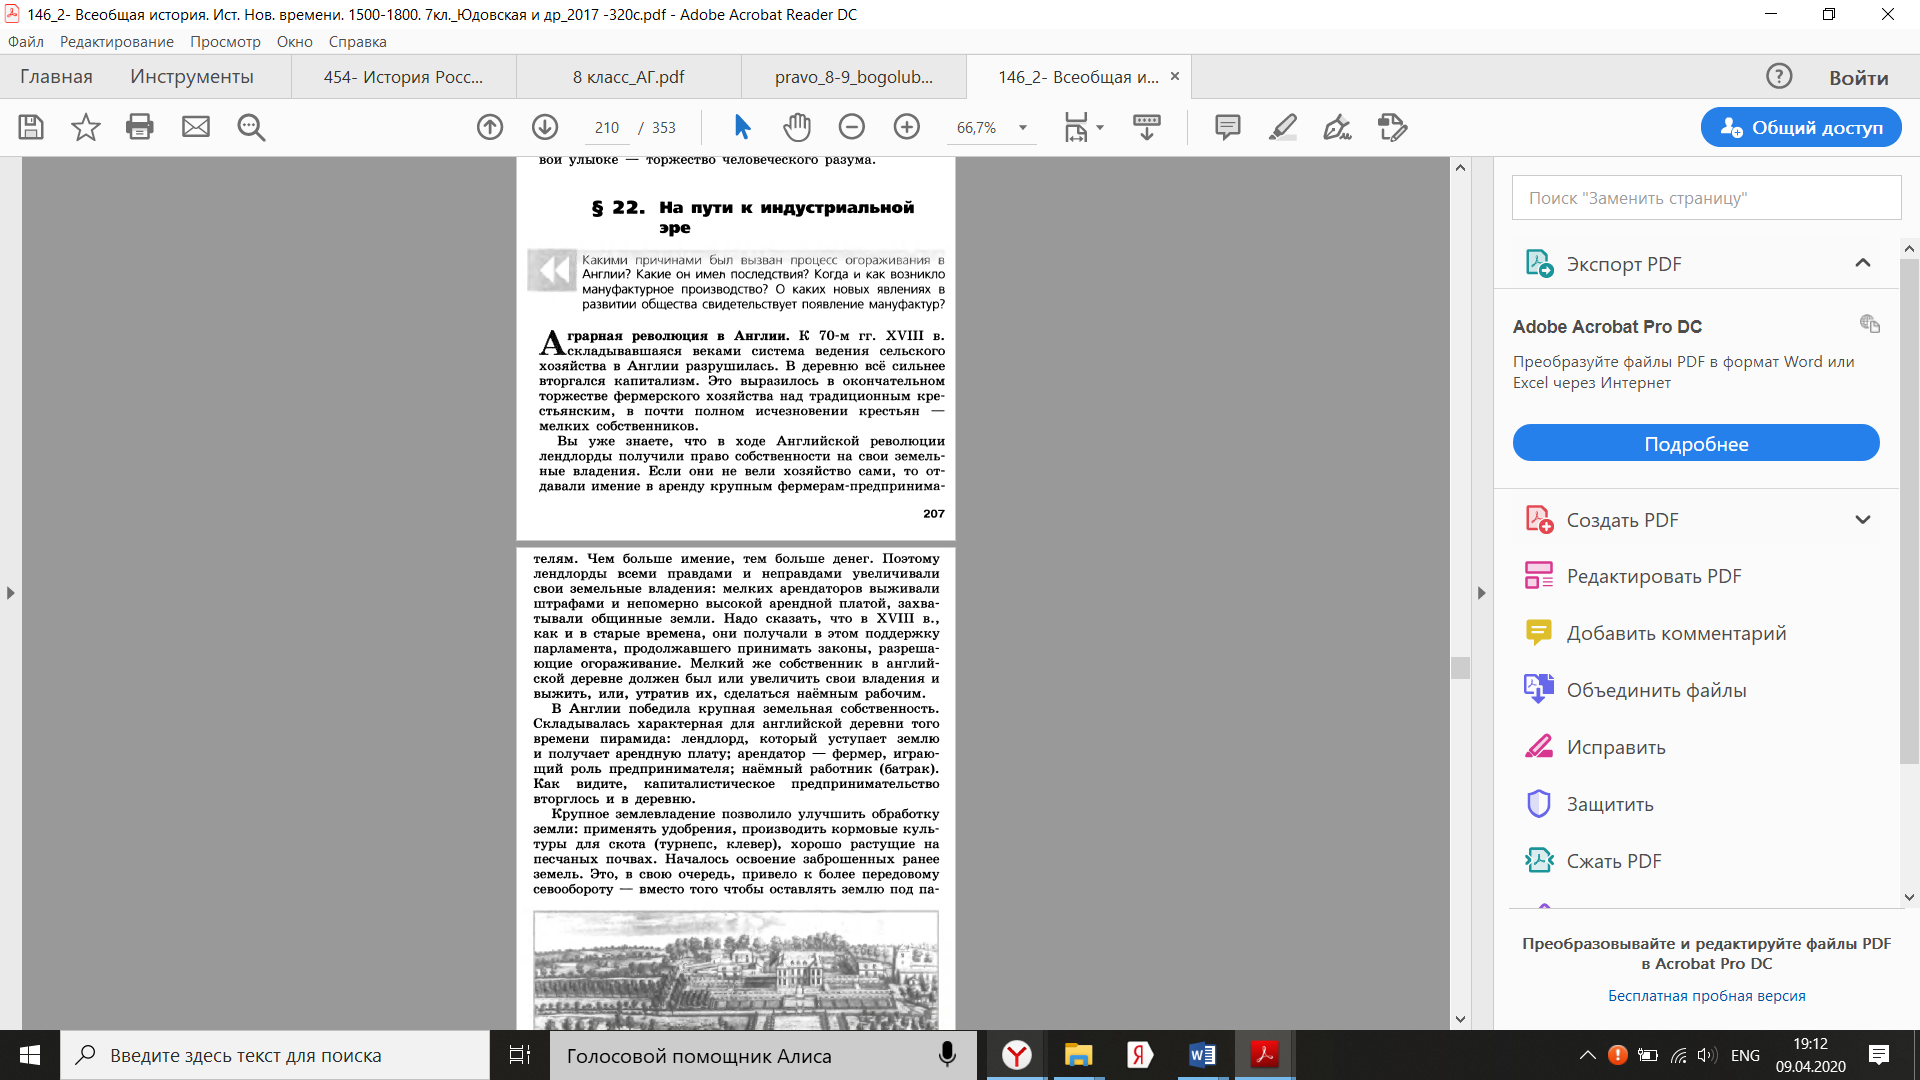 146_2- Всеобщая история. Ист. Нов. времени. 1500-1800. 7кл._Юдовская и др_2017 -320с.pdf - Adobe Acrobat Reader DC
Файл Редактирование Просмотр Окно Справка
Главная Инструменты 454- История Росс... 8 класс_АГ.pdf pravo_8-9_bogolub... 146_2- Всеобщая и... × Войти
210 / 353 66,7% Общий доступ
вой улыбке — торжество человеческого разума.
§ 22. На пути к индустриальной
эре
Какими причинами был вызван процесс огораживания в
Англии? Какие он имел последствия? Когда и как возникло
мануфактурное производство? О каких новых явлениях в
развитии общества свидетельствует появление мануфактур?
Аграрная революция в Англии. К 70-м гг. XVIII в.
складывавшаяся веками система ведения сельского
хозяйства в Англии разрушилась. В деревню всё сильнее
вторгался капитализм. Это выразилось в окончательном
торжестве фермерского хозяйства над традиционным кре-
стьянским, в почти полном исчезновении крестьян —
мелких собственников.
Вы уже знаете, что в ходе Английской революции
лендлорды получили право собственности на свои земель-
ные владения. Если они не вели хозяйство сами, то от-
давали имение в аренду крупным фермерам-предпринима-
207
телям. Чем больше имение, тем больше денег. Поэтому
лендлорды всеми правдами и неправдами увеличивали
свои земельные владения: мелких арендаторов выживали
штрафами и непомерно высокой арендной платой, захва-
тывали общинные земли. Надо сказать, что в XVIII в.,
как и в старые времена, они получали в этом поддержку
парламента, продолжавшего принимать законы, разреша-
ющие огораживание. Мелкий же собственник в англий-
ской деревне должен был или увеличить свои владения и
выжить, или, утратив их, сделаться наёмным рабочим.
В Англии победила крупная земельная собственность.
Складывалась характерная для английской деревни того
времени пирамида: лендлорд, который уступает землю
и получает арендную плату; арендатор — фермер, играю-
щий роль предпринимателя; наёмный работник (батрак).
Как видите, капиталистическое предпринимательство
вторглось и в деревню.
Крупное землевладение позволило улучшить обработку
земли: применять удобрения, производить кормовые куль-
туры для скота (турнепс, клевер), хорошо растущие на
песчаных почвах. Началось освоение заброшенных ранее
земель. Это, в свою очередь, привело к более передовому
севообороту — вместо того чтобы оставлять землю под па-
Поиск "Заменить страницу"
Экспорт PDF
Adobe Acrobat Pro DC
Преобразуйте файлы PDF в формат Word или
Excel через Интернет
Подробнее
Создать PDF
Редактировать PDF
Добавить комментарий
Объединить файлы
Исправить
Защитить
Сжать PDF
Преобразовывайте и редактируйте файлы PDF
в Acrobat Pro DC
Бесплатная пробная версия
Введите здесь текст для поиска
Голосовой помощник Алиса
ENG
19:12
09.04.2020